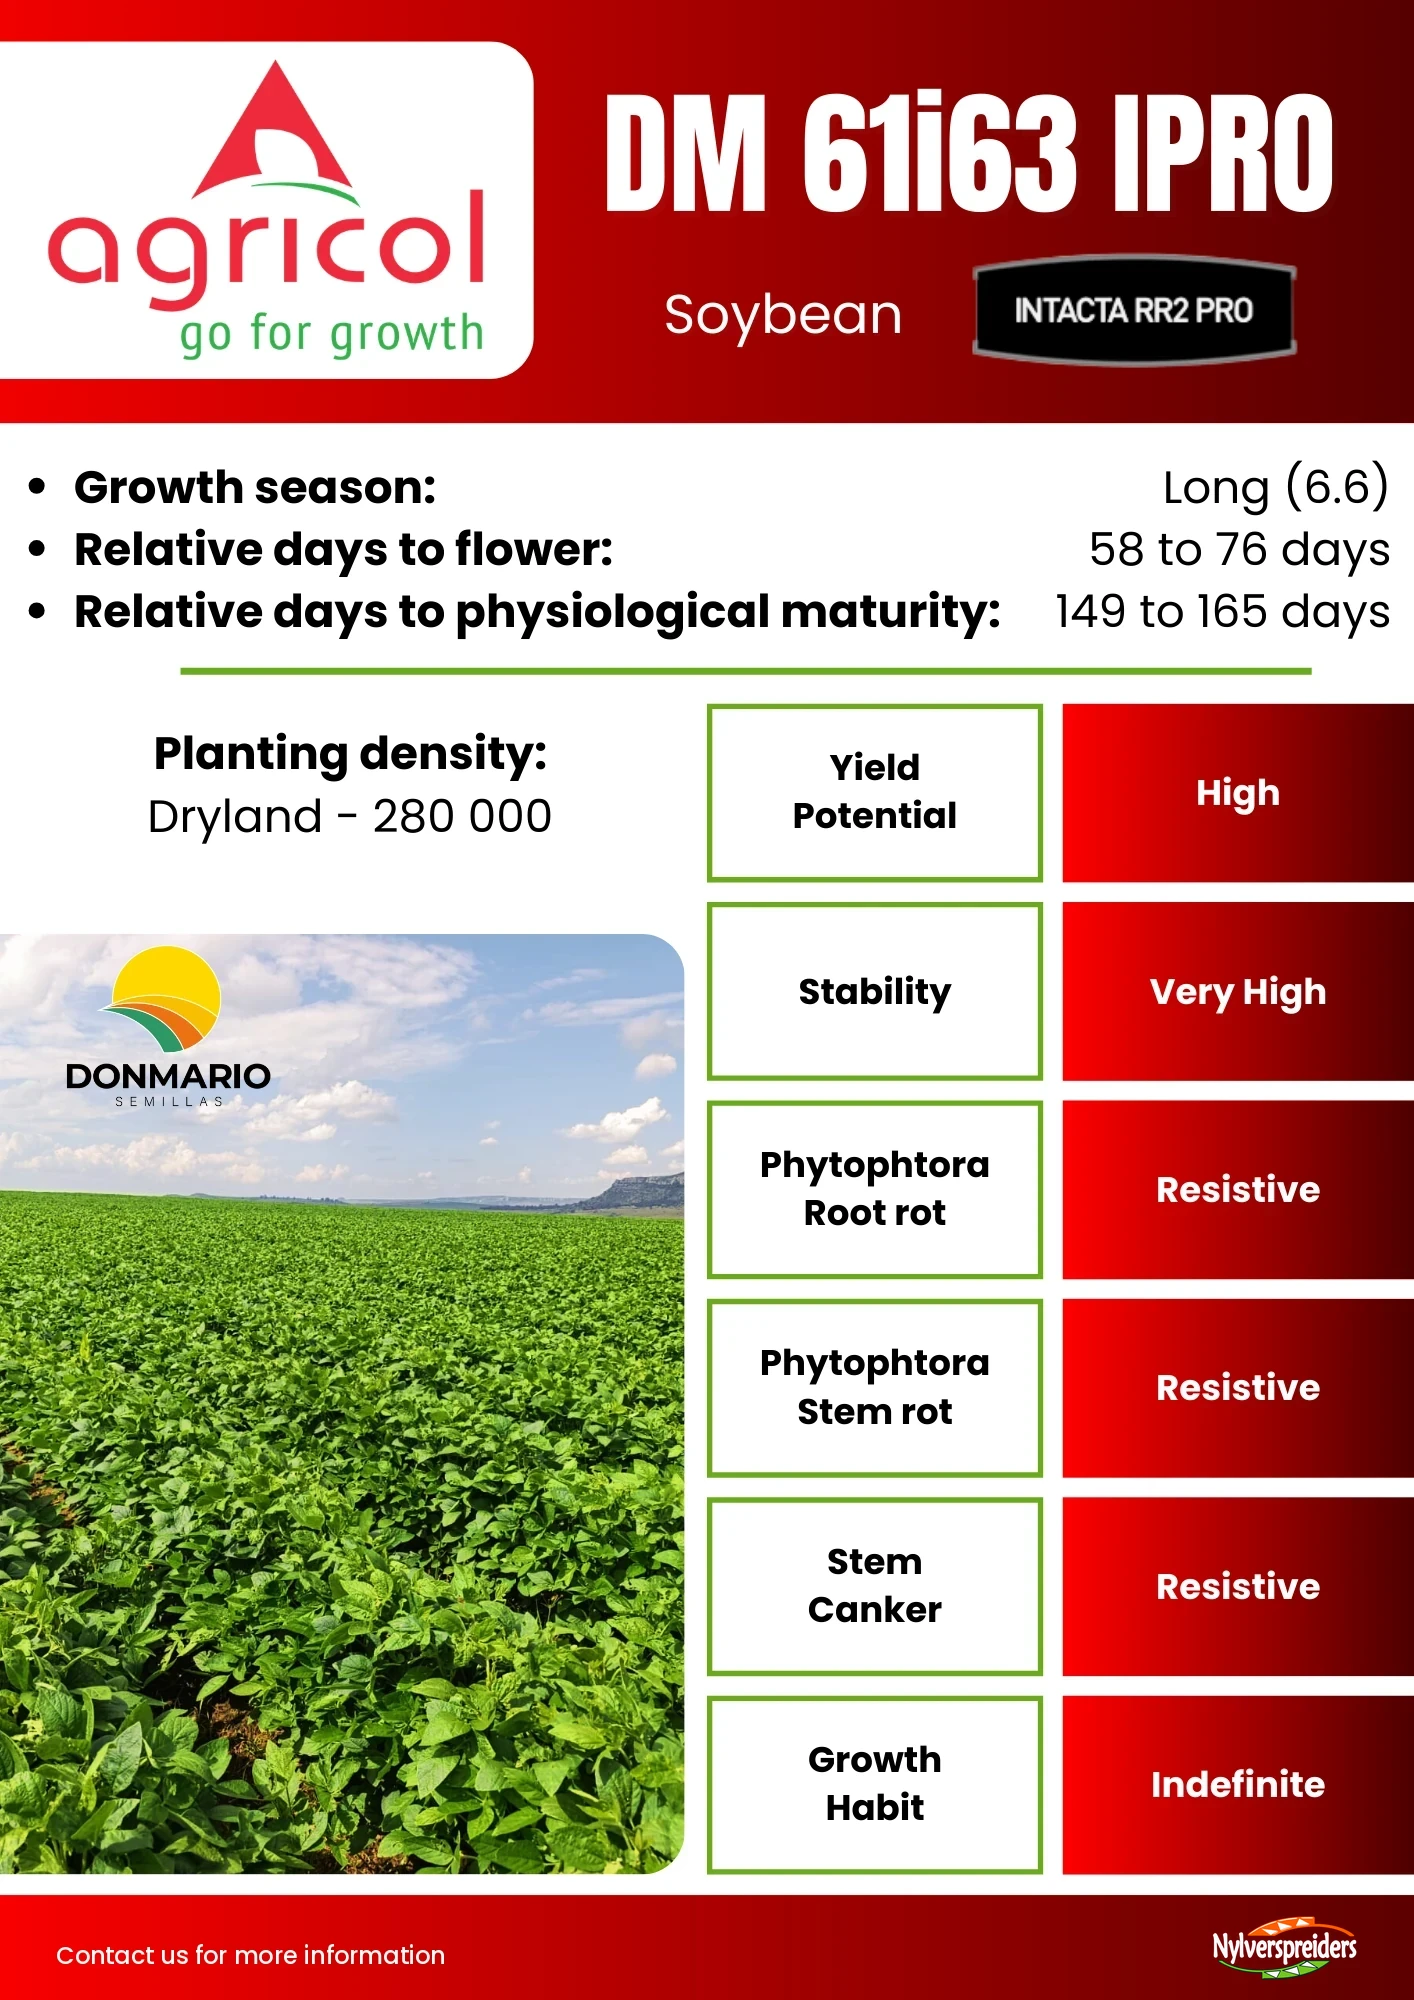 agricol
go for growth
DM 61i63 IPRO
Soybean
INTACTA RR2 PRO
• Growth season: Long (6.6)
• Relative days to flower: 58 to 76 days
• Relative days to physiological maturity: 149 to 165 days
Planting density:
Dryland - 280 000
DONMARIO
SEMILLAS
Yield
Potential
High
Stability
Very High
Phytophtora
Root rot
Resistive
Phytophtora
Stem rot
Resistive
Stem
Canker
Resistive
Growth
Habit
Indefinite
Contact us for more information
Nylverspreiders